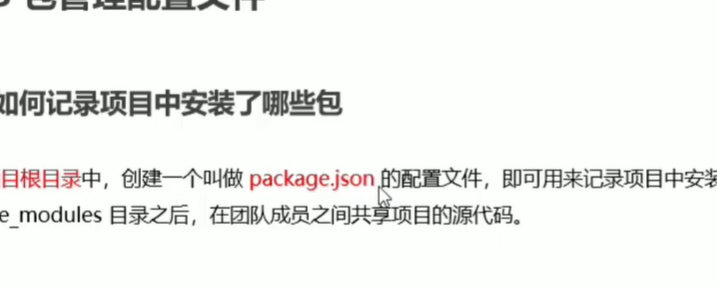 包管理配置文件
如何记录项目中安装了哪些包
目根目录中，创建一个叫做 package.json 的配置文件，即可用来记录项目中安装
e_modules 目录之后，在团队成员之间共享项目的源代码。